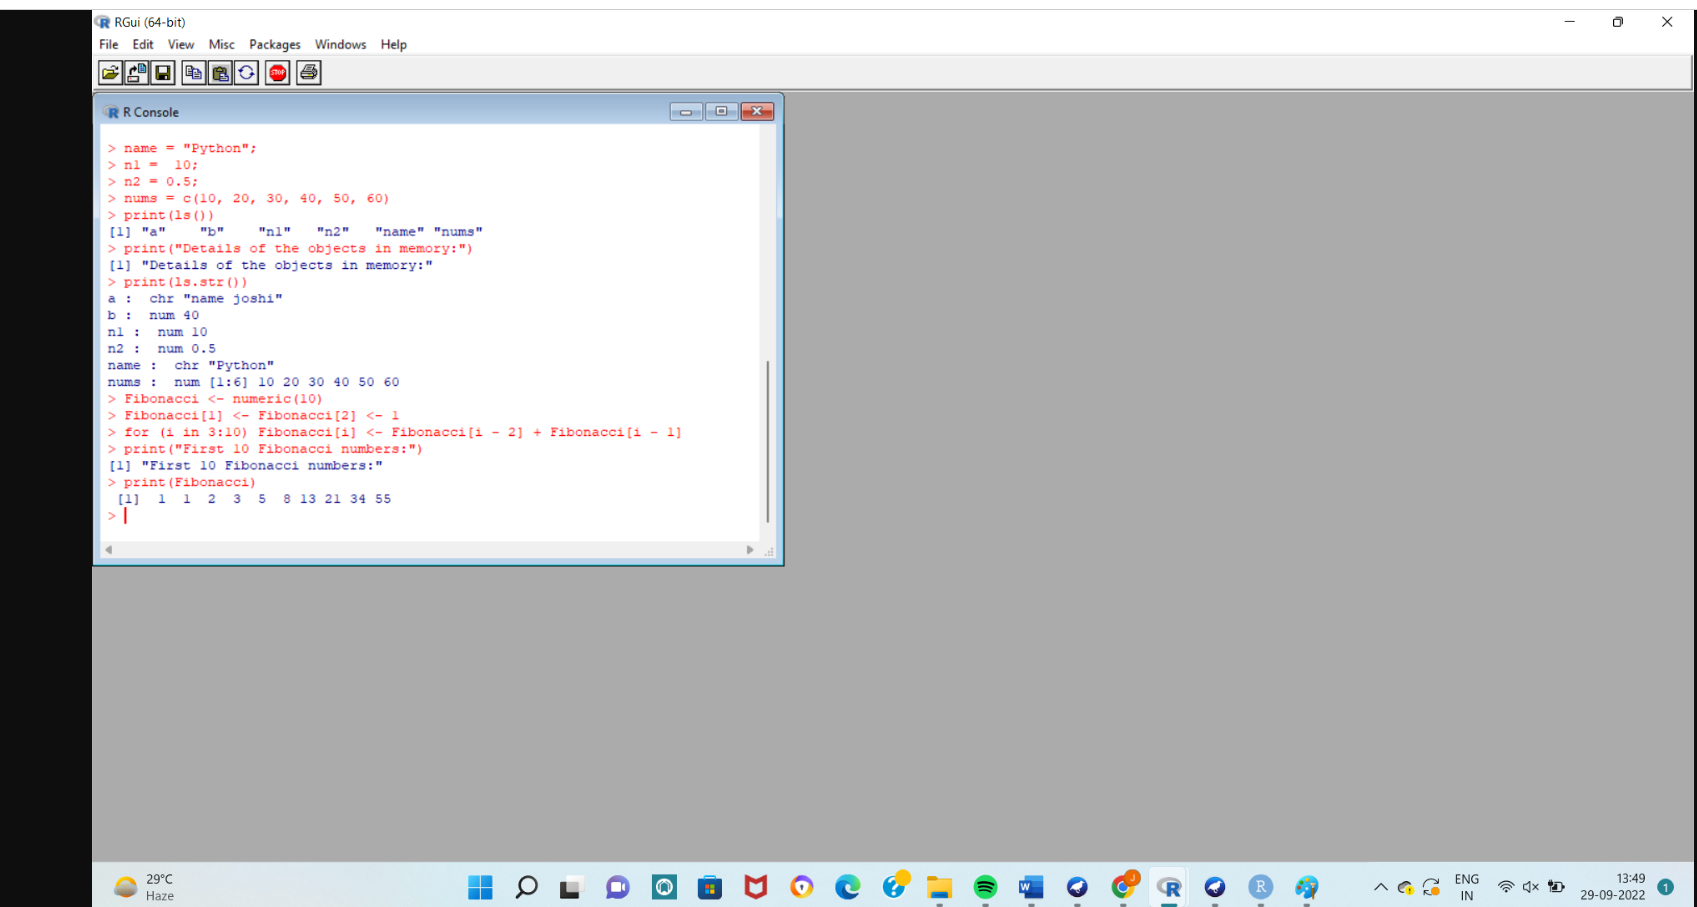 RGui (64-bit)
File Edit View Misc Packages Windows Help
STOP
R Console
> name = "Python";
> n1 =  10;
> n2 = 0.5;
> nums = c(10, 20, 30, 40, 50, 60)
> print(ls())
[1] "a"    "b"    "n1"   "n2"   "name" "nums"
> print("Details of the objects in memory:")
[1] "Details of the objects in memory:"
> print(ls.str())
a :  chr "name joshi"
b :  num 40
n1 :  num 10
n2 :  num 0.5
name :  chr "Python"
nums :  num [1:6] 10 20 30 40 50 60
> Fibonacci <- numeric(10)
> Fibonacci[1] <- Fibonacci[2] <- 1
> for (i in 3:10) Fibonacci[i] <- Fibonacci[i - 2] + Fibonacci[i - 1]
> print("First 10 Fibonacci numbers:")
[1] "First 10 Fibonacci numbers:"
> print(Fibonacci)
 [1]  1  1  2  3  5  8 13 21 34 55
>
29°C
Haze
ENG
IN
13:49
29-09-2022
1